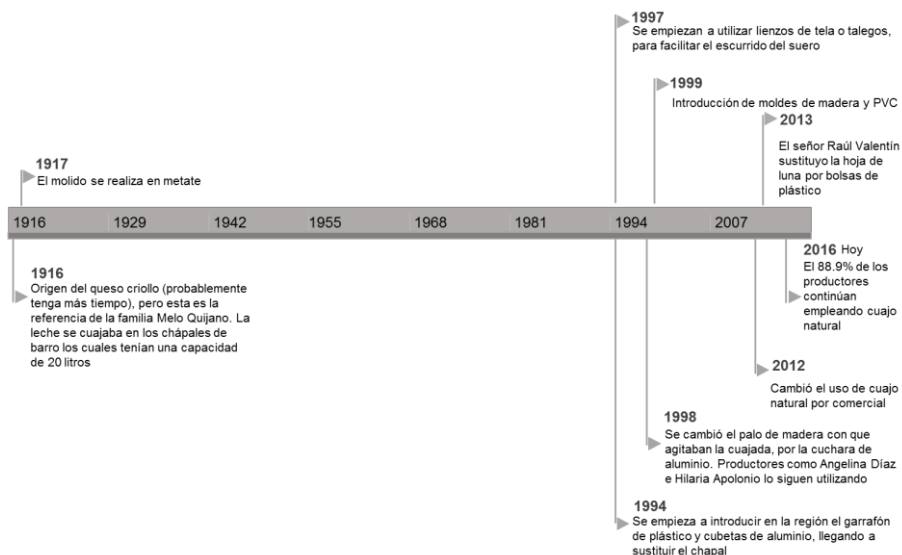 1997
Se empiezan a utilizar lienzos de tela o talegos,
para facilitar el escurrido del suero
1999
Introducción de moldes de madera y PVC
2013
El señor Raúl Valentín
sustituyo la hoja de
luna por bolsas de
plástico
1917
El molido se realiza en metate
1916 1929 1942 1955 1968 1981 1994 2007
1916
Origen del queso criollo (probablemente
tenga más tiempo), pero esta es la
referencia de la familia Melo Quijano. La
leche se cuajaba en los chápales de
barro los cuales tenían una capacidad
de 20 litros
2016 Hoy
El 88.9% de los
productores
continúan
empleando cuajo
natural
2012
Cambió el uso de cuajo
natural por comercial
1998
Se cambió el palo de madera con que
agitaban la cuajada, por la cuchara de
aluminio. Productores como Angelina Díaz
e Hilaria Apolonio lo siguen utilizando
1994
Se empieza a introducir en la región el garrafón
de plástico y cubetas de aluminio, llegando a
sustituir el chapal